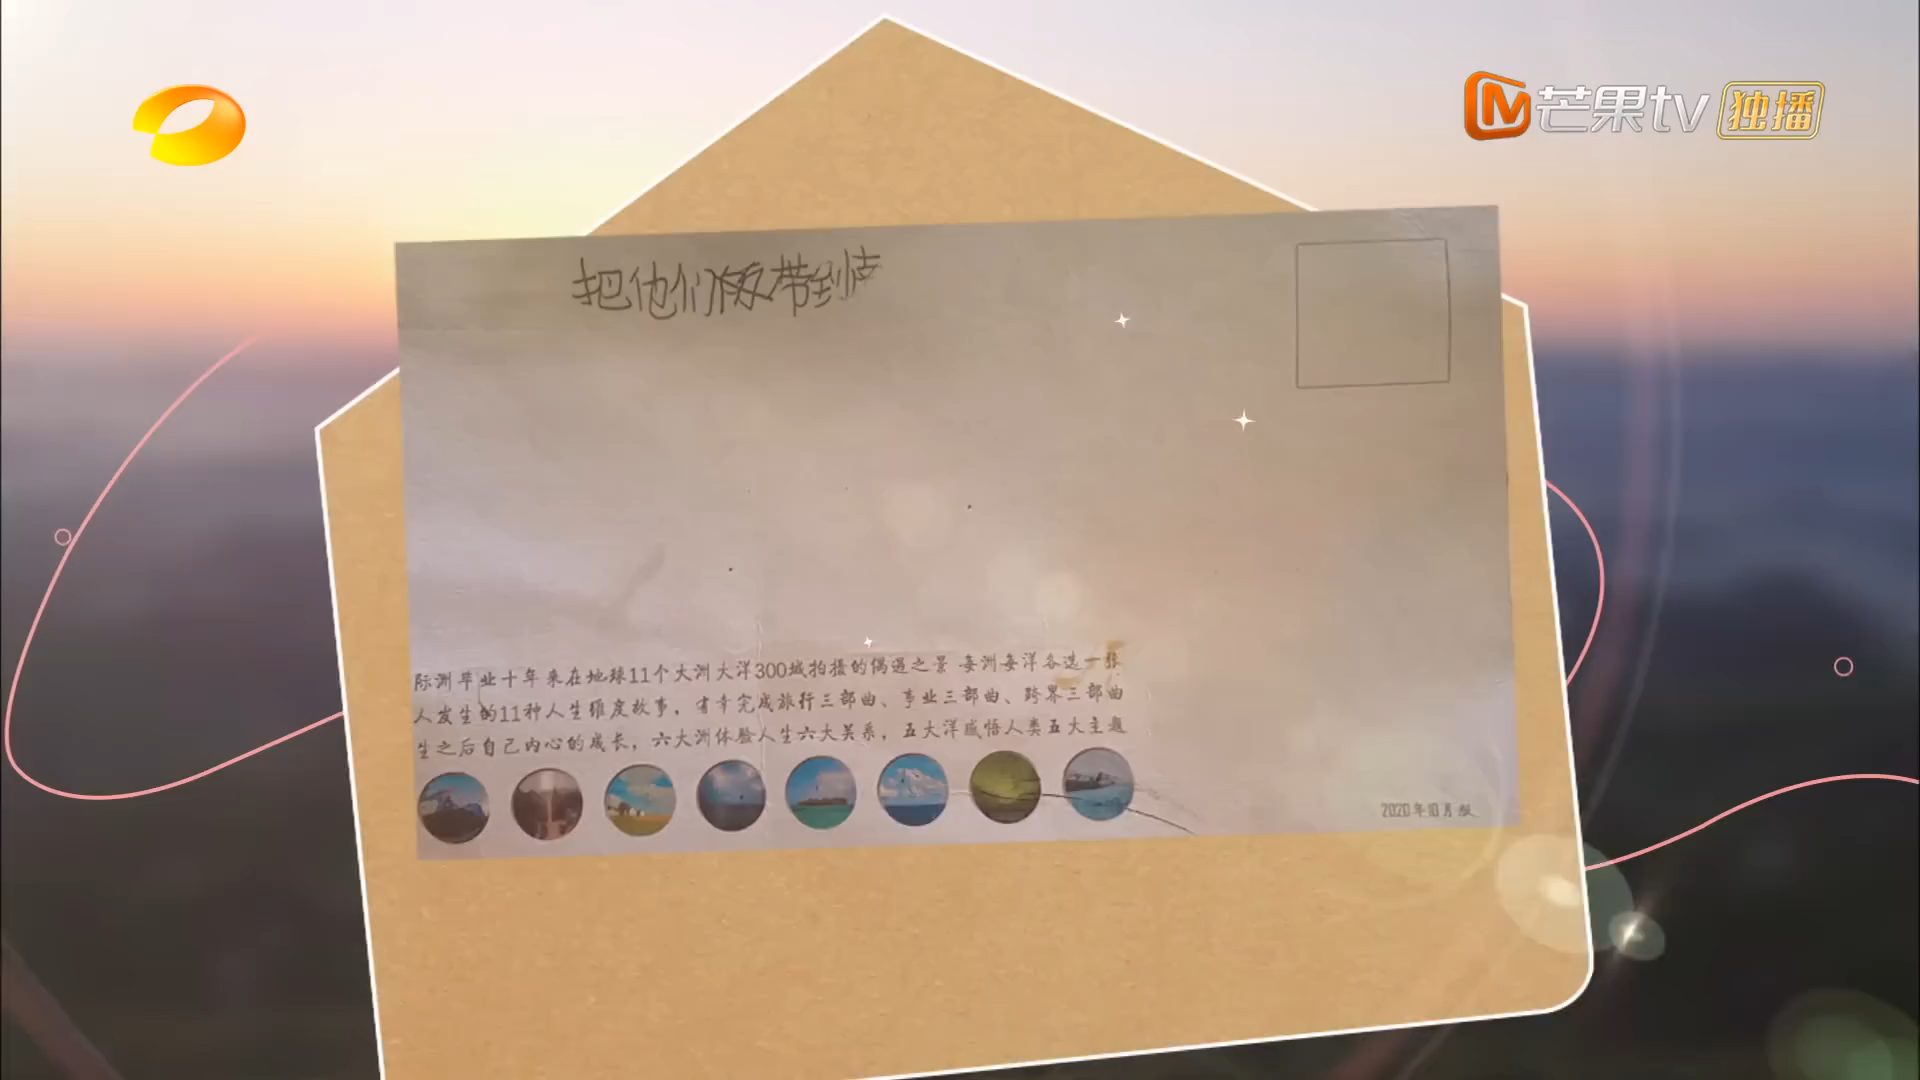 芒果tv 独播
把他们做反带到
际洲毕业十年来在地球11个大洲大洋300城拍摄的偶遇之景 每洲每洋各选一张
人发生的11种人生维度故事，有幸完成旅行三部曲、事业三部曲、跨界三部曲
生之后自己内心的成长，六大洲体验人生六大关系，五大洋感悟人类五大主题
2020年10月版